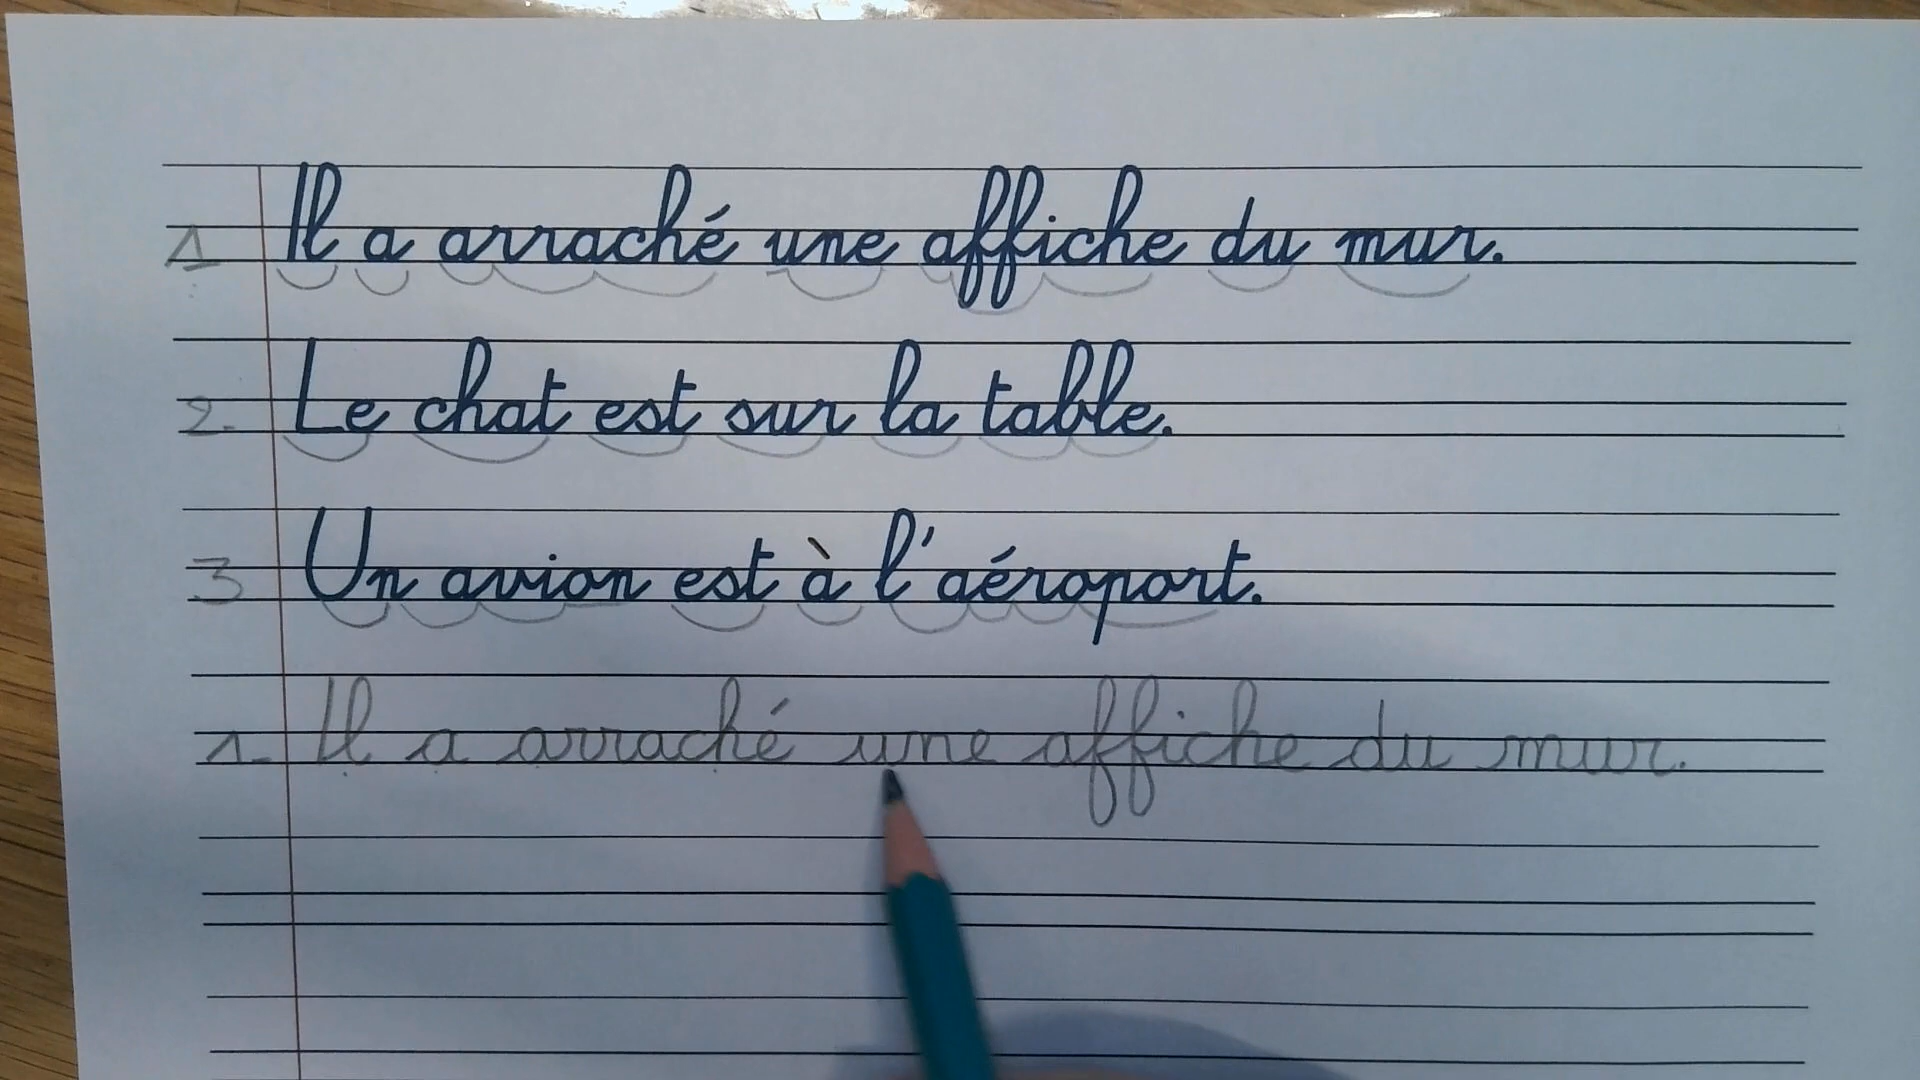 1. Il a arraché une affiche du mur.
2. Le chat est sur la table.
3 Un avion est à l'aéroport.
1. Il a arraché une affiche du mur.